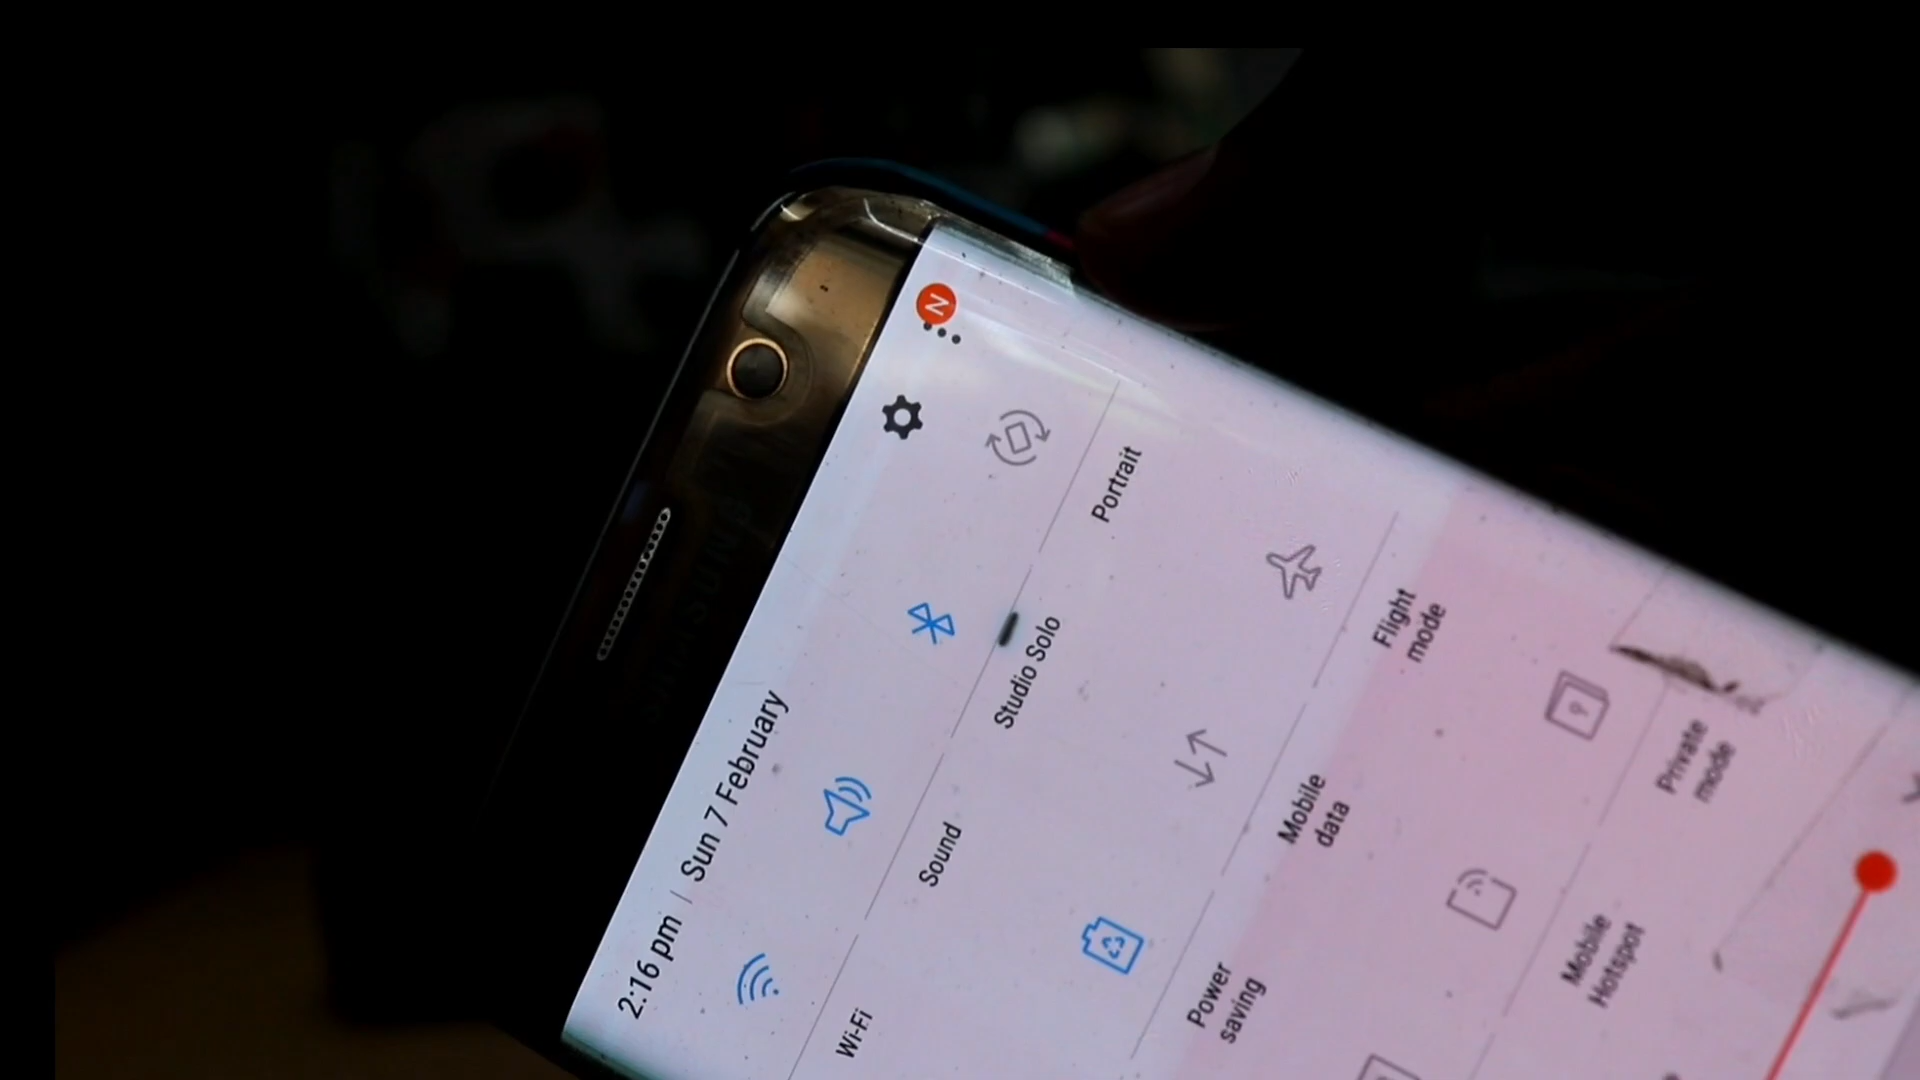 N
2:16 pm | Sun 7 February
Wi-Fi
Sound
Studio Solo
Portrait
Power
saving
Mobile
data
Flight
mode
Mobile
Hotspot
Private
mode
SAMSUNG